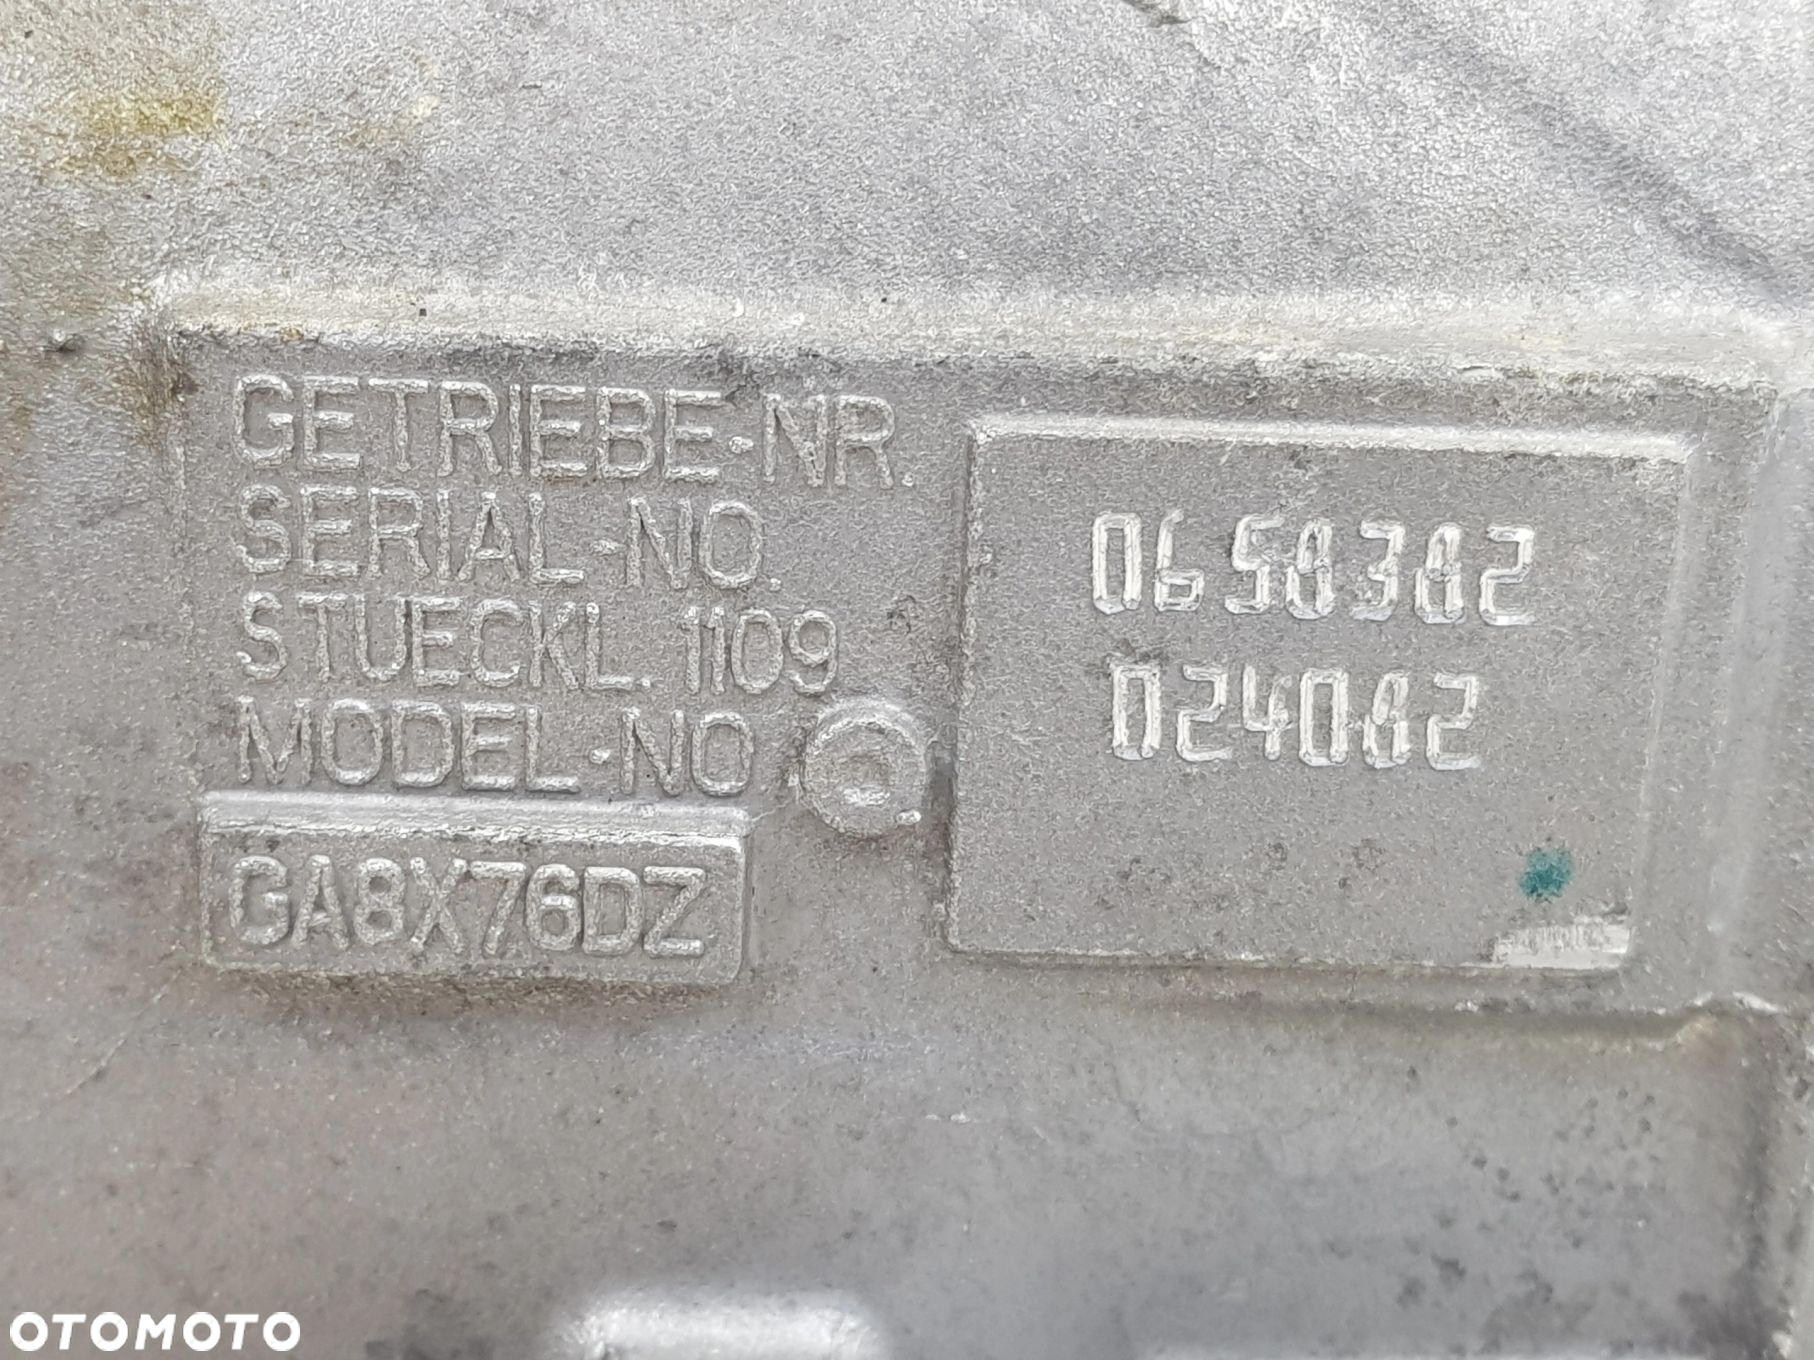 GETRIEBE-NR.
SERIAL-NO.
STUECKL. 1109
MODEL-NO
GA8X76DZ
0658382
024082
OTOMOTO